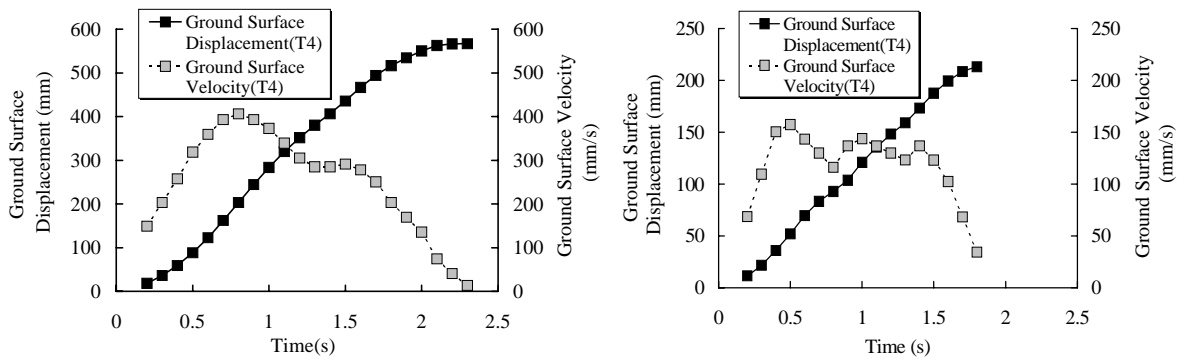 Ground Surface
Displacement(T4)
Ground Surface
Velocity(T4)
Ground Surface
Displacement (mm)
600
500
400
300
200
100
0
600
500
400
300
200
100
0
Ground Surface Velocity
(mm/s)
0
0.5
1
1.5
2
2.5
Time(s)
Ground Surface
Displacement(T4)
Ground Surface
Velocity(T4)
Ground Surface
Displacement (mm)
250
200
150
100
50
0
250
200
150
100
50
0
Ground Surface Velocity
(mm/s)
0
0.5
1
1.5
2
2.5
Time (s)